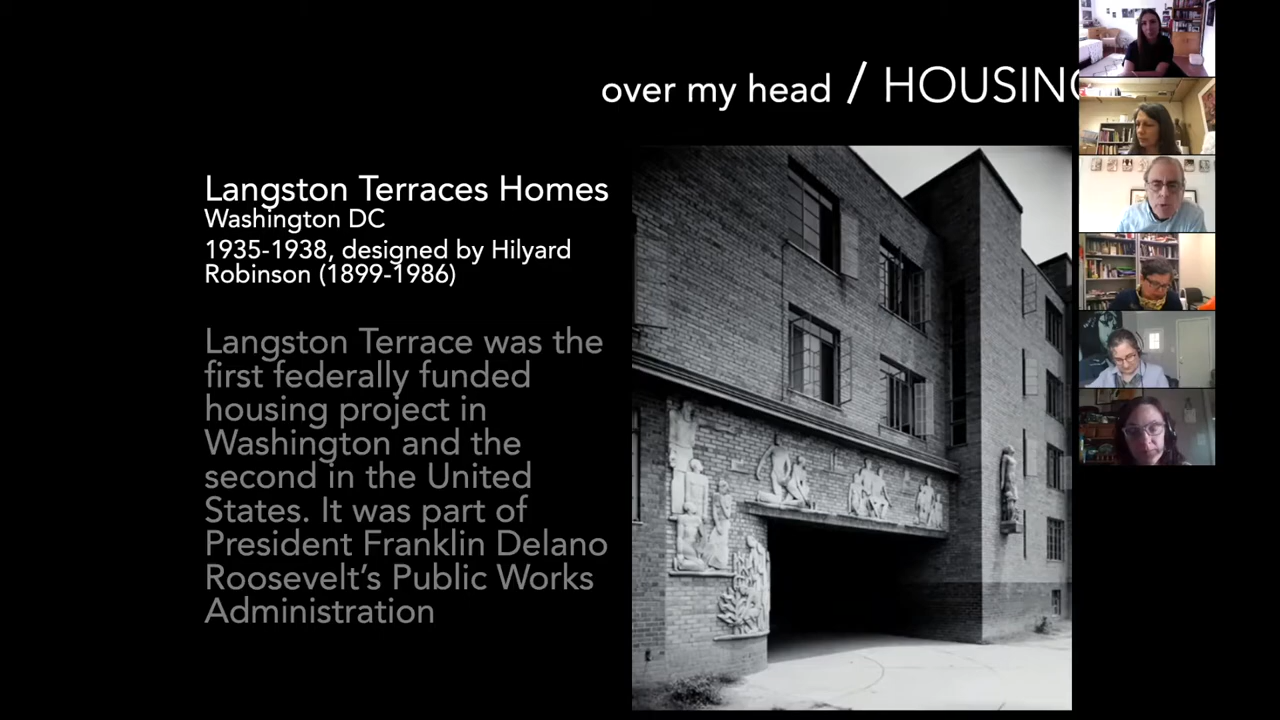 over my head / HOUSING
Langston Terraces Homes
Washington DC
1935-1938, designed by Hilyard
Robinson (1899-1986)
Langston Terrace was the
first federally funded
housing project in
Washington and the
second in the United
States. It was part of
President Franklin Delano
Roosevelt’s Public Works
Administration